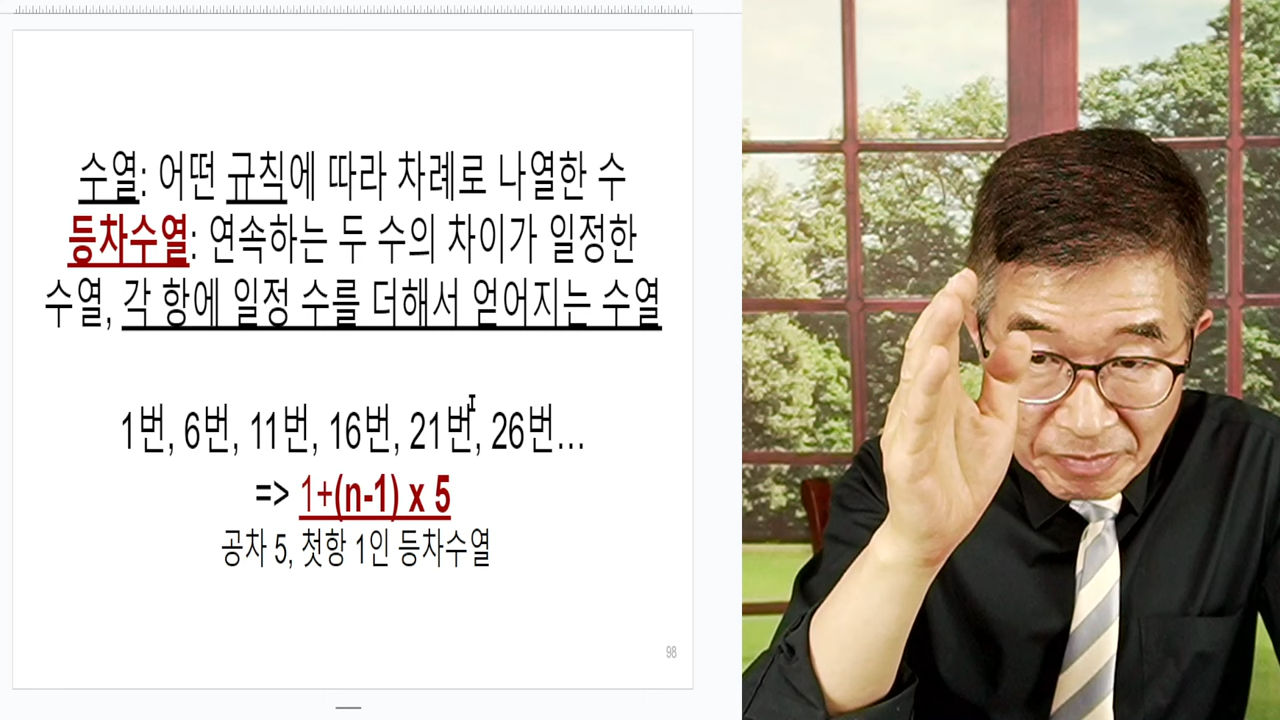 수열: 어떤 규칙에 따라 차례로 나열한 수
등차수열: 연속하는 두 수의 차이가 일정한
수열, 각 항에 일정 수를 더해서 얻어지는 수열
1번, 6번, 11번, 16번, 21번, 26번...
=> 1+(n-1) x 5
공차 5, 첫항 1인 등차수열
98